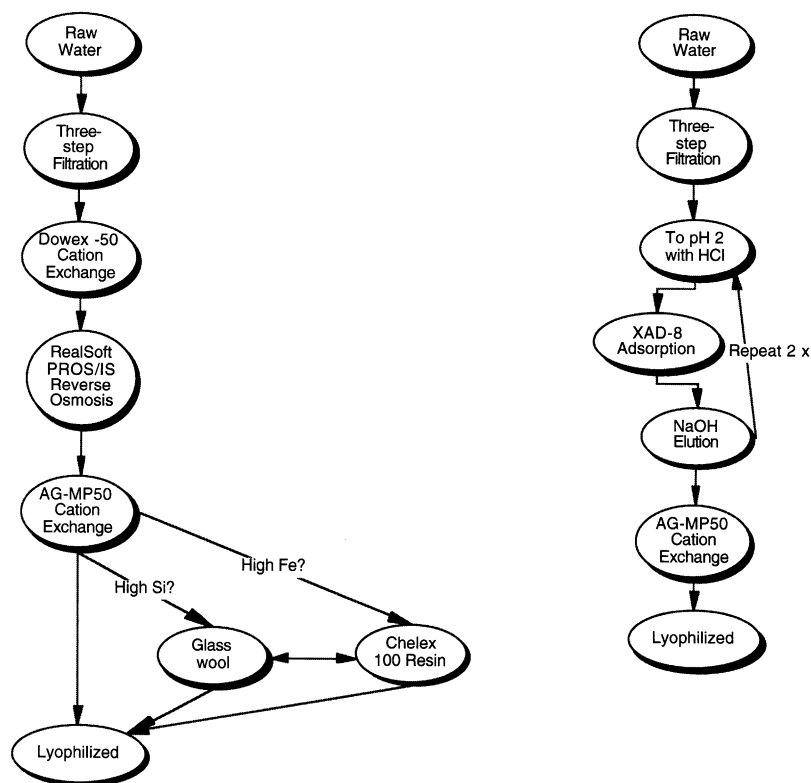 Raw
Water
Three-
step
Filtration
Dowex -50
Cation
Exchange
RealSoft
PROS/IS
Reverse
Osmosis
AG-MP50
Cation
Exchange
High Fe?
High Si?
Glass
wool
Chelex
100 Resin
Lyophilized
Raw
Water
Three-
step
Filtration
To pH 2
with HCl
XAD-8
Adsorption
Repeat 2 x
NaOH
Elution
AG-MP50
Cation
Exchange
Lyophilized